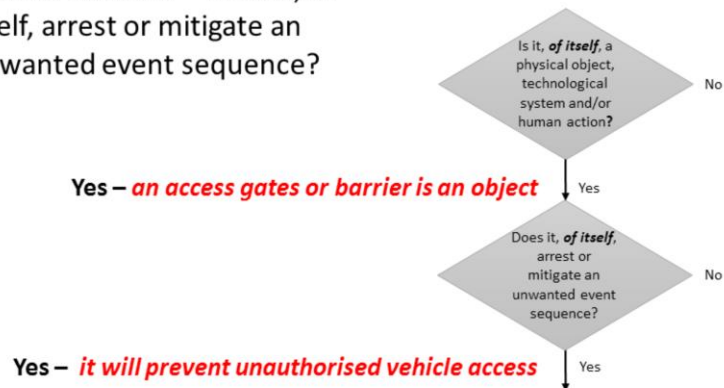 elf, arrest or mitigate an
wanted event sequence?
Is it, of itself, a
physical object,
technological
system and/or
human action?
No
Yes – an access gates or barrier is an object
Yes
Does it, of itself,
arrest or
mitigate an
unwanted event
sequence?
No
Yes – it will prevent unauthorised vehicle access
Yes